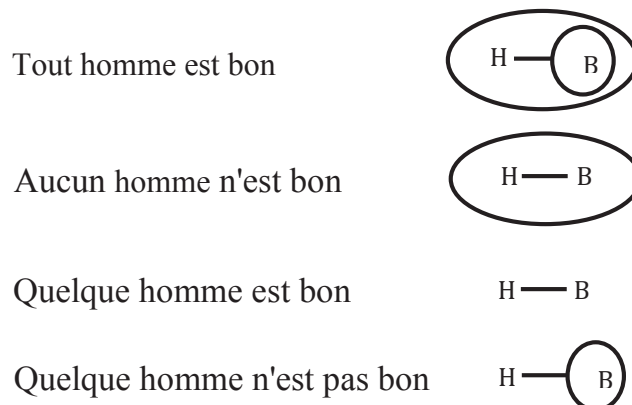 Tout homme est bon H B
Aucun homme n'est bon H B
Quelque homme est bon H B
Quelque homme n'est pas bon H B